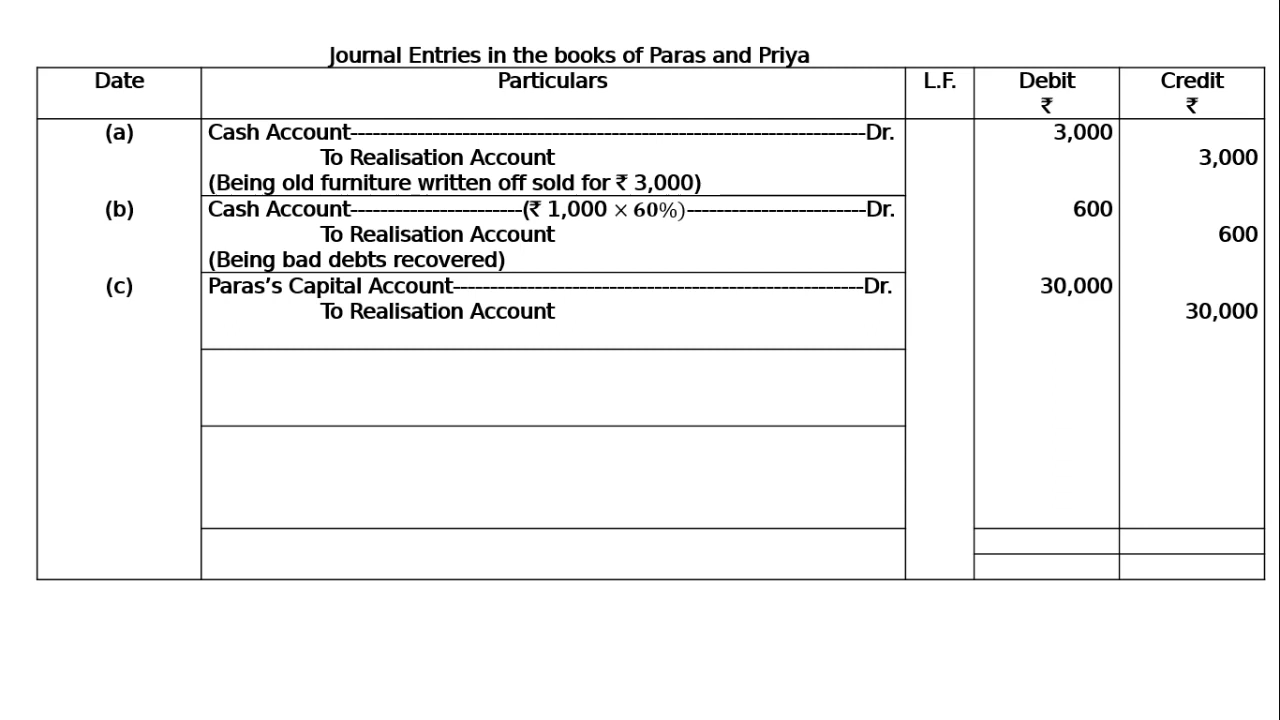 Journal Entries in the books of Paras and Priya
Date Particulars L.F. Debit Credit
₹ ₹
(a) Cash Account----------------------------------------------------------------------Dr. 3,000
To Realisation Account 3,000
(Being old furniture written off sold for ₹ 3,000)
(b) Cash Account-----------------------(₹ 1,000 × 60%)------------------------Dr. 600
To Realisation Account 600
(Being bad debts recovered)
(c) Paras’s Capital Account-------------------------------------------------------Dr. 30,000
To Realisation Account 30,000